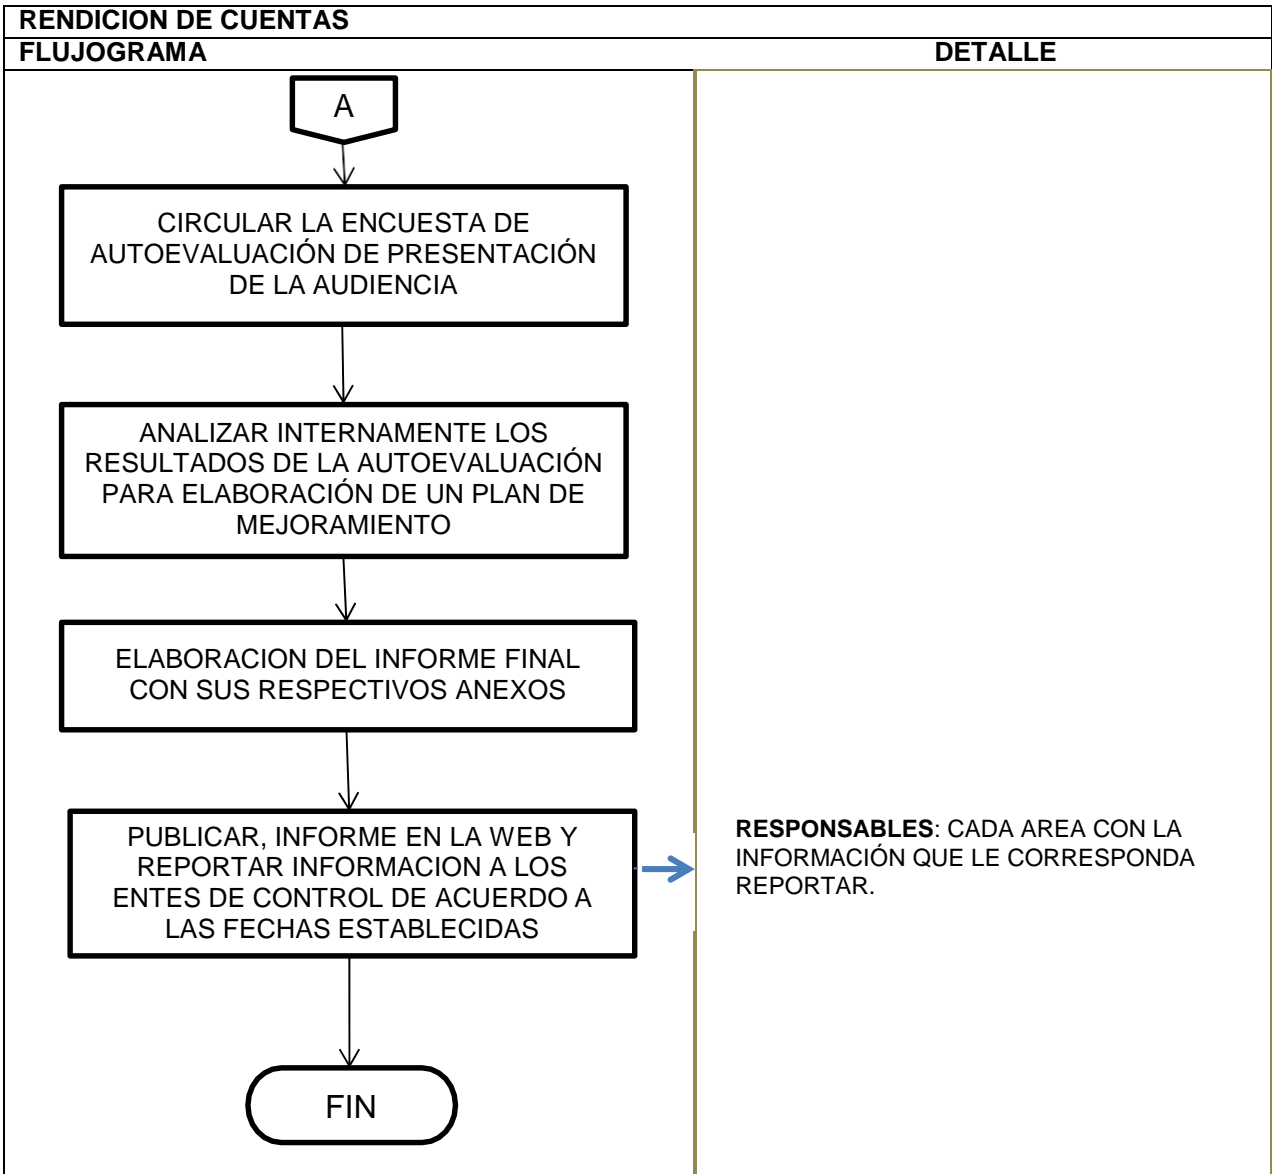 RENDICION DE CUENTAS
FLUJOGRAMA
DETALLE
A
CIRCULAR LA ENCUESTA DE
AUTOEVALUACIÓN DE PRESENTACIÓN
DE LA AUDIENCIA
ANALIZAR INTERNAMENTE LOS
RESULTADOS DE LA AUTOEVALUACIÓN
PARA ELABORACIÓN DE UN PLAN DE
MEJORAMIENTO
ELABORACION DEL INFORME FINAL
CON SUS RESPECTIVOS ANEXOS
PUBLICAR, INFORME EN LA WEB Y
REPORTAR INFORMACION A LOS
ENTES DE CONTROL DE ACUERDO A
LAS FECHAS ESTABLECIDAS
RESPONSABLES: CADA AREA CON LA
INFORMACIÓN QUE LE CORRESPONDA
REPORTAR.
FIN